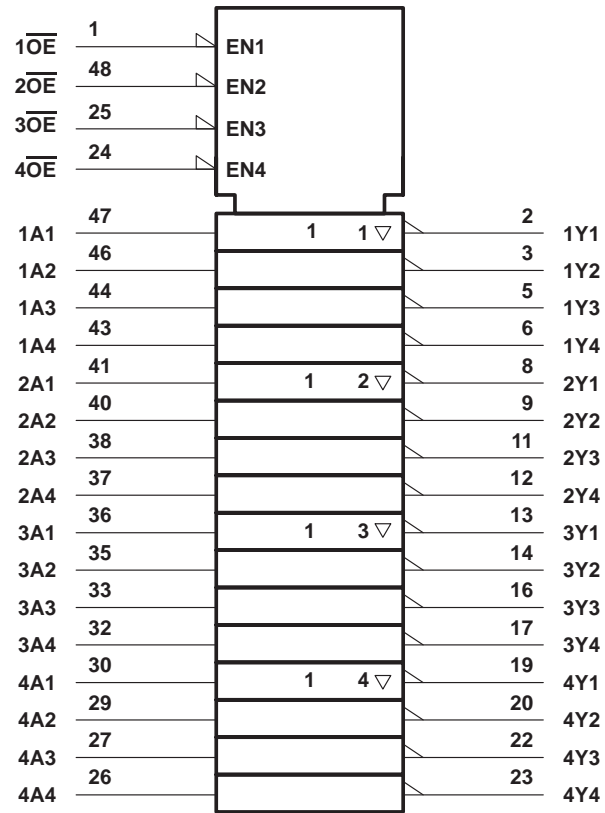 1O̅E̅ 1 EN1
2O̅E̅ 48 EN2
3O̅E̅ 25 EN3
4O̅E̅ 24 EN4
1A1 47 1 1 ▽ 2 1Y1
1A2 46 3 1Y2
1A3 44 5 1Y3
1A4 43 6 1Y4
2A1 41 1 2 ▽ 8 2Y1
2A2 40 9 2Y2
2A3 38 11 2Y3
2A4 37 12 2Y4
3A1 36 1 3 ▽ 13 3Y1
3A2 35 14 3Y2
3A3 33 16 3Y3
3A4 32 17 3Y4
4A1 30 1 4 ▽ 19 4Y1
4A2 29 20 4Y2
4A3 27 22 4Y3
4A4 26 23 4Y4